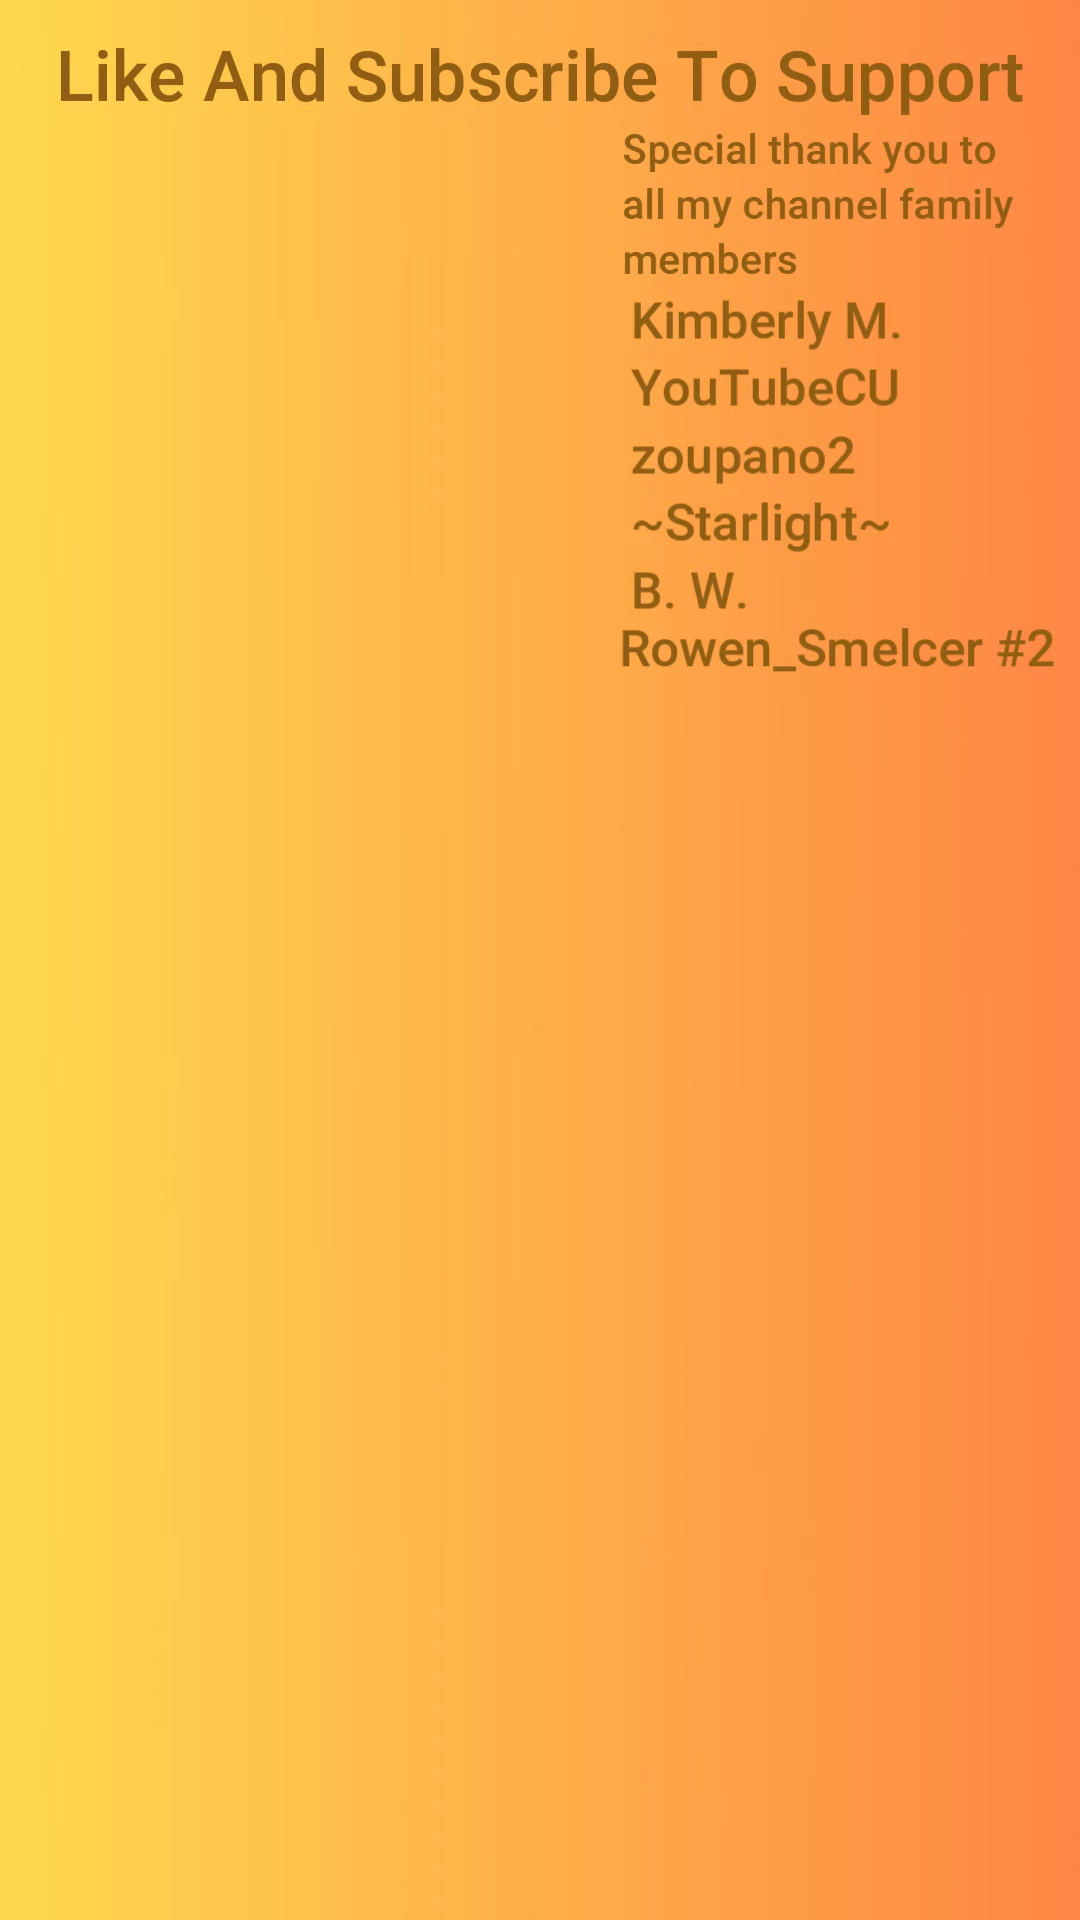 Like And Subscribe To Support
Special thank you to
all my channel family
members
Kimberly M.
YouTubeCU
zoupano2
~Starlight~
B. W.
Rowen_Smelcer #2